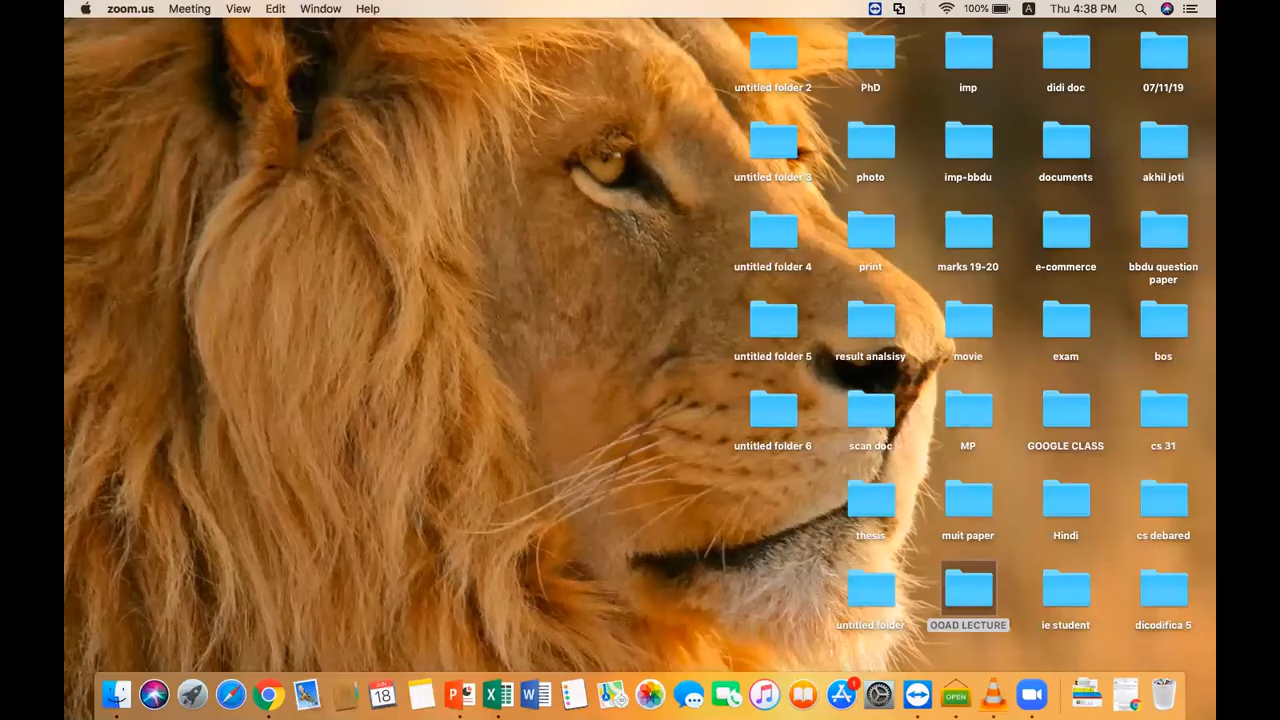 zoom.us Meeting View Edit Window Help 100% A Thu 4:38 PM
untitled folder 2 PhD imp didi doc 07/11/19
untitled folder 3 photo imp-bbdu documents akhil joti
untitled folder 4 print marks 19-20 e-commerce bbdu question
paper
untitled folder 5 result analsisy movie exam bos
untitled folder 6 scan doc MP GOOGLE CLASS cs 31
thesis muit paper Hindi cs debared
untitled folder OOAD LECTURE ie student dicodifica 5
JUN
18 P X W OPEN 1